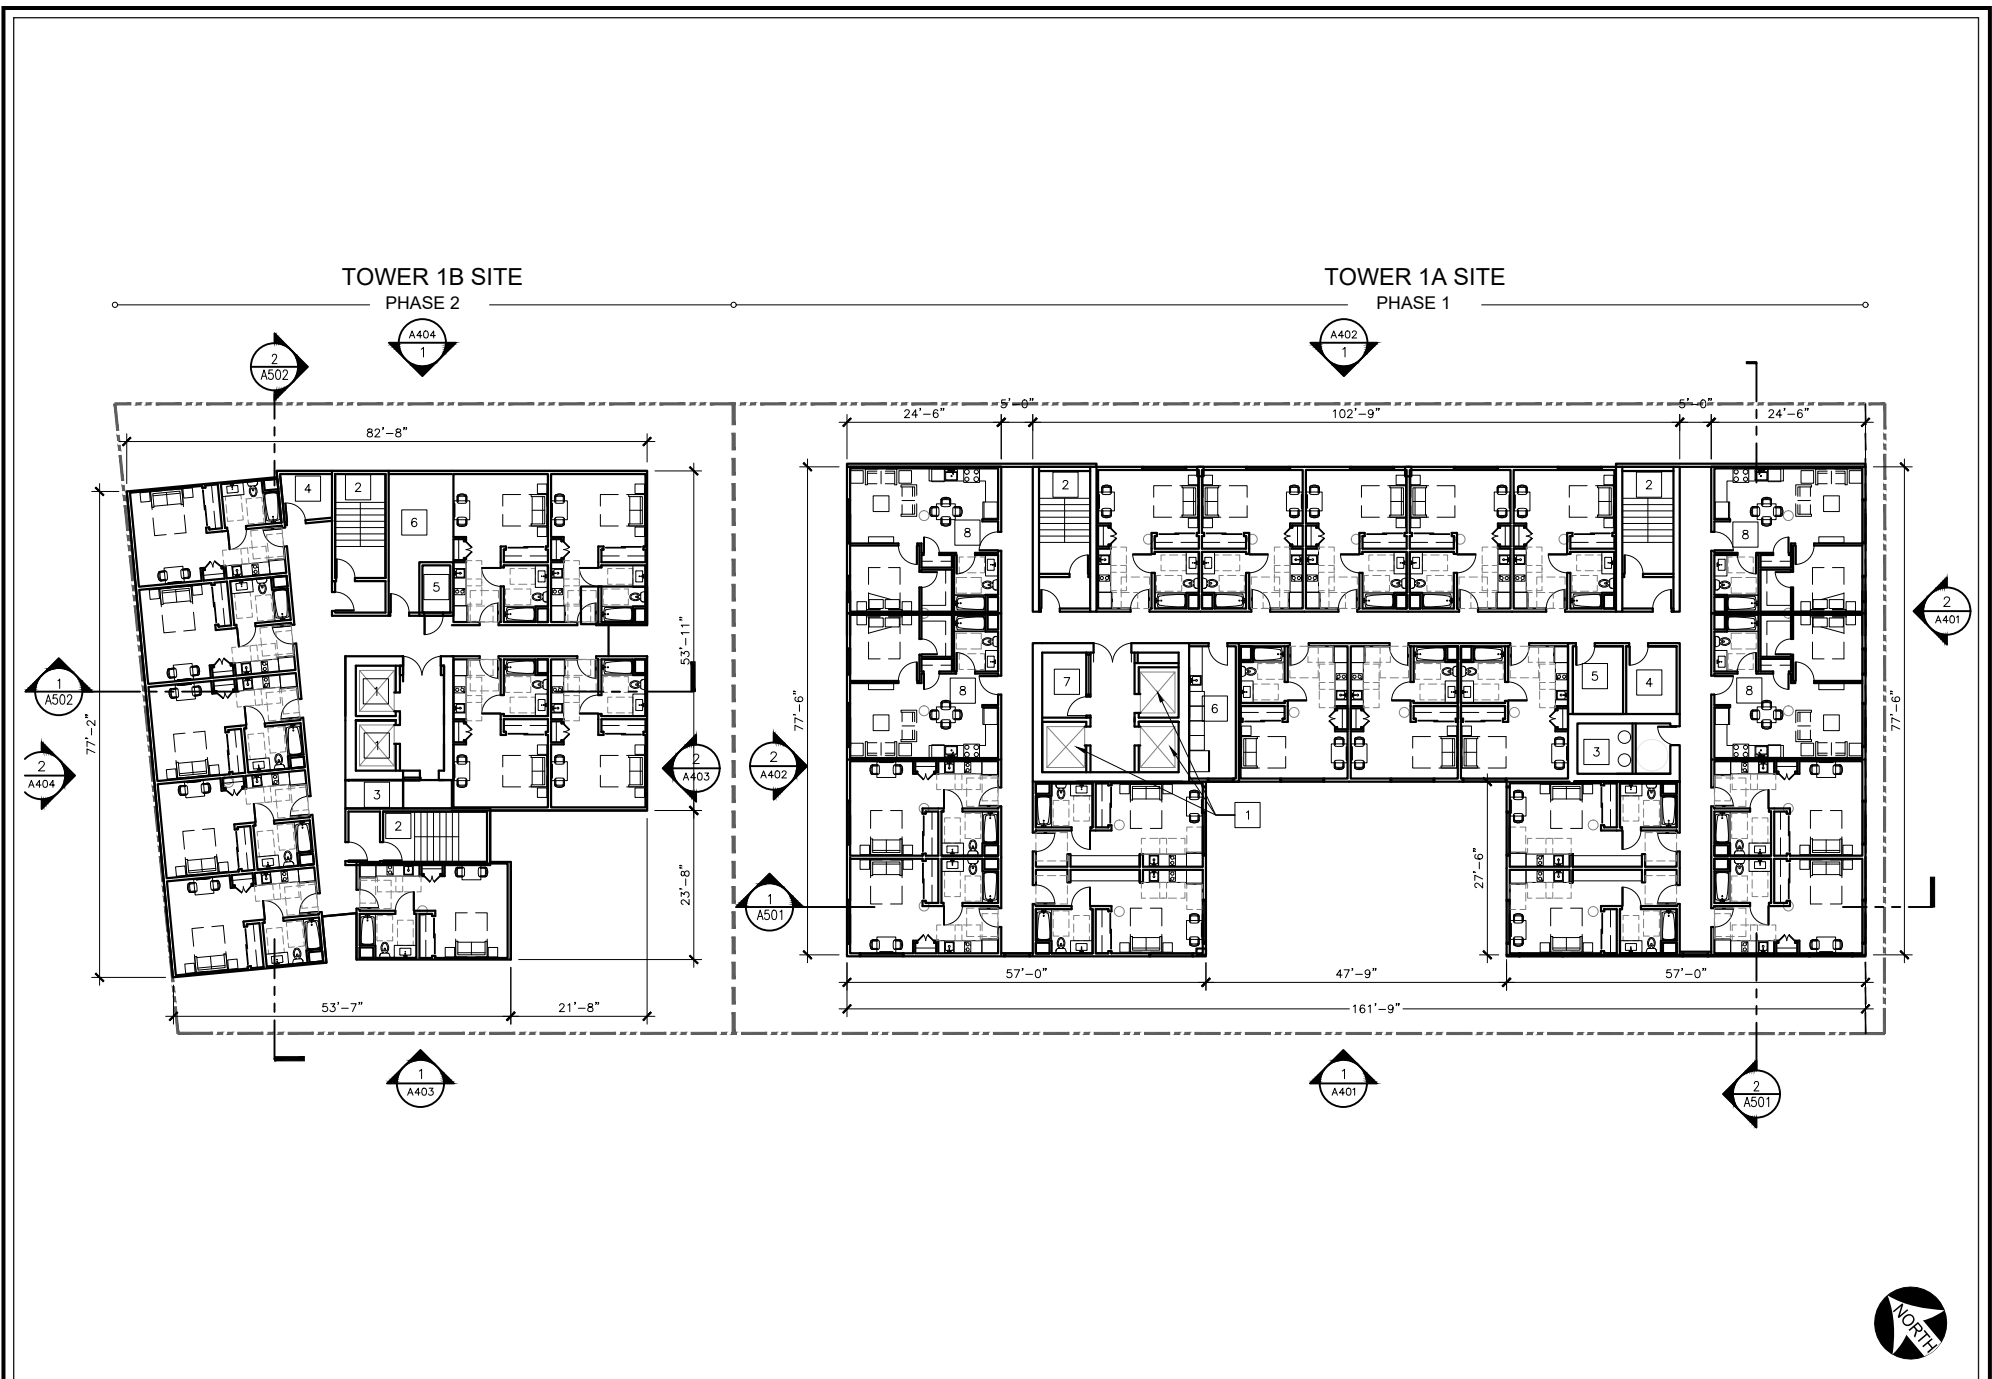 TOWER 1B SITE
TOWER 1A SITE
PHASE 2
PHASE 1
A404
1
A402
1
2
A502
5'-0"
5'-0"
24'-6"
102'-9"
24'-6"
82'-8"
4
2
6
5
2
2
8
8
2
A401
53'-11"
1
A502
77'-2"
1
1
7
8
6
5
4
8
77'-6"
77'-6"
3
2
A404
2
A403
2
A402
3
2
1
27'-6"
23'-8"
1
A501
57'-0"
47'-9"
57'-0"
53'-7"
21'-8"
161'-9"
1
A403
1
A401
2
A501
NORTH